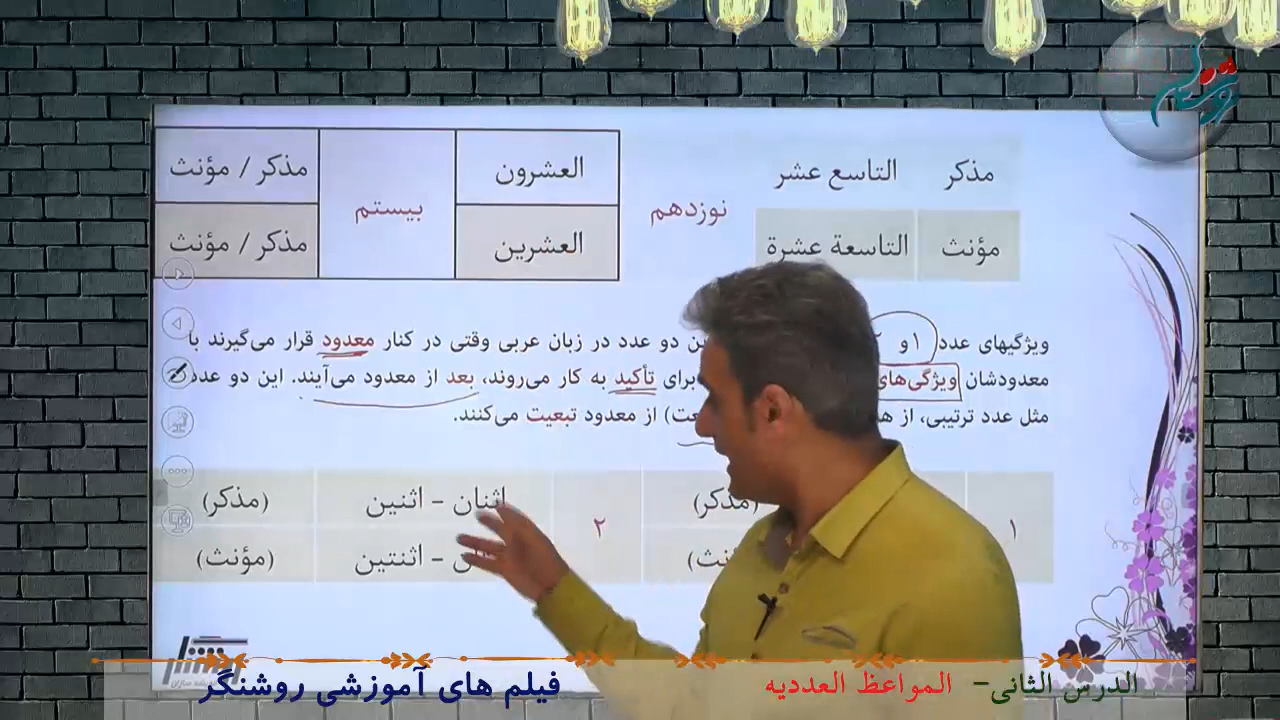 مذکر التاسع عشر
نوزدهم
مؤنث التاسعة عشرة
العشرون
بیستم
مذکر / مؤنث
العشرین
مذکر / مؤنث
ویژگیهای عدد ۱و ین دو عدد در زبان عربی وقتی در کنار معدود قرار می‌گیرند با
معدودشان ویژگی‌های برای تأکید به کار می‌روند، بعد از معدود می‌آیند. این دو عدد
مثل عدد ترتیبی، از از معدود تبعیت می‌کنند.
۱
(مذکر)
۲
اثنان - اثنین (مذکر)
اثنتین (مؤنث)
الدرس الثانی- المواعظ العددیه
فیلم های آموزشی روشنگر